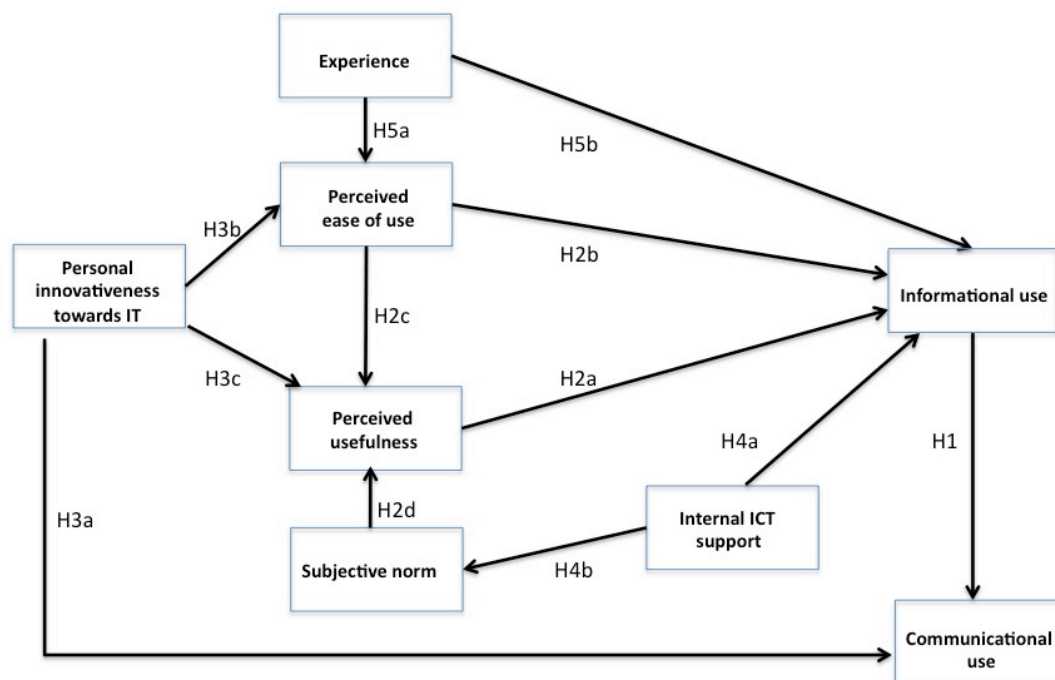 Experience
H5a
H5b
Perceived
ease of use
H3b
H2b
Personal
innovativeness
towards IT
Informational use
H2c
H3c
H2a
Perceived
usefulness
H4a
H1
H2d
H3a
Internal ICT
support
Subjective norm
H4b
Communicational
use